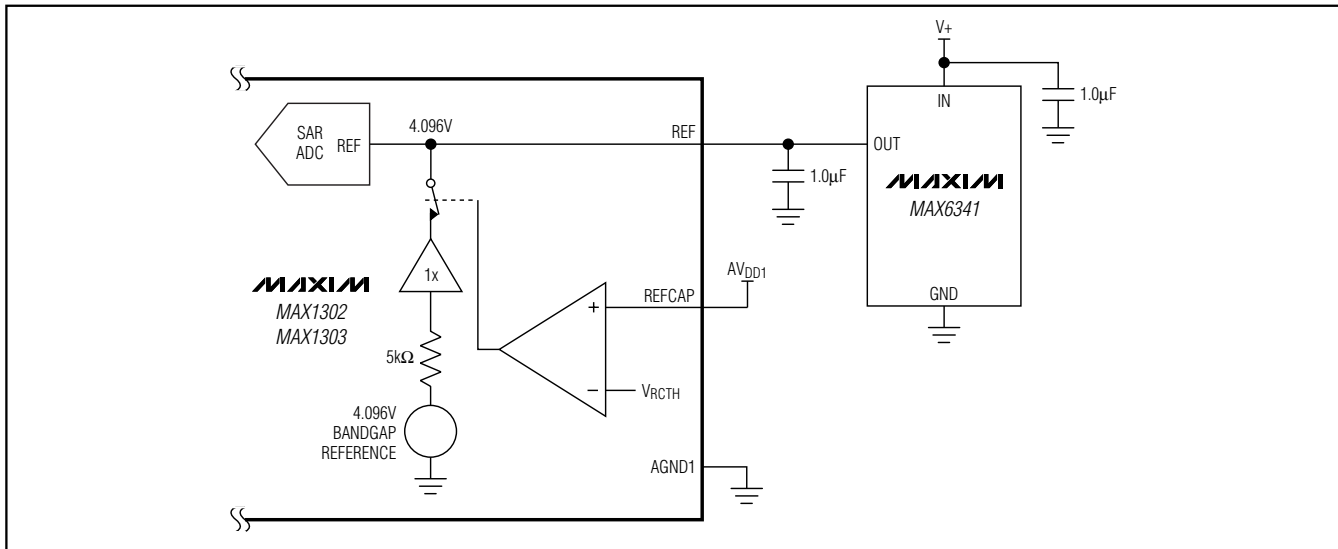 V+
IN
1.0µF
SAR
ADC
REF
4.096V
REF
OUT
1.0µF
MAXIM
MAX6341
GND
AVDD1
REFCAP
+
−
VRCTH
1x
MAXIM
MAX1302
MAX1303
5kΩ
4.096V
BANDGAP
REFERENCE
AGND1